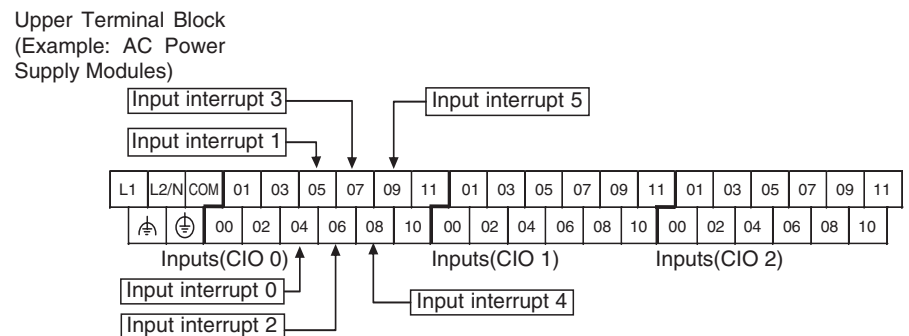 Upper Terminal Block
(Example: AC Power
Supply Modules)
Input interrupt 3
Input interrupt 5
Input interrupt 1
L1 L2/N COM 01 03 05 07 09 11 01 03 05 07 09 11 01 03 05 07 09 11
00 02 04 06 08 10 00 02 04 06 08 10 00 02 04 06 08 10
Inputs(CIO 0) Inputs(CIO 1) Inputs(CIO 2)
Input interrupt 0
Input interrupt 4
Input interrupt 2